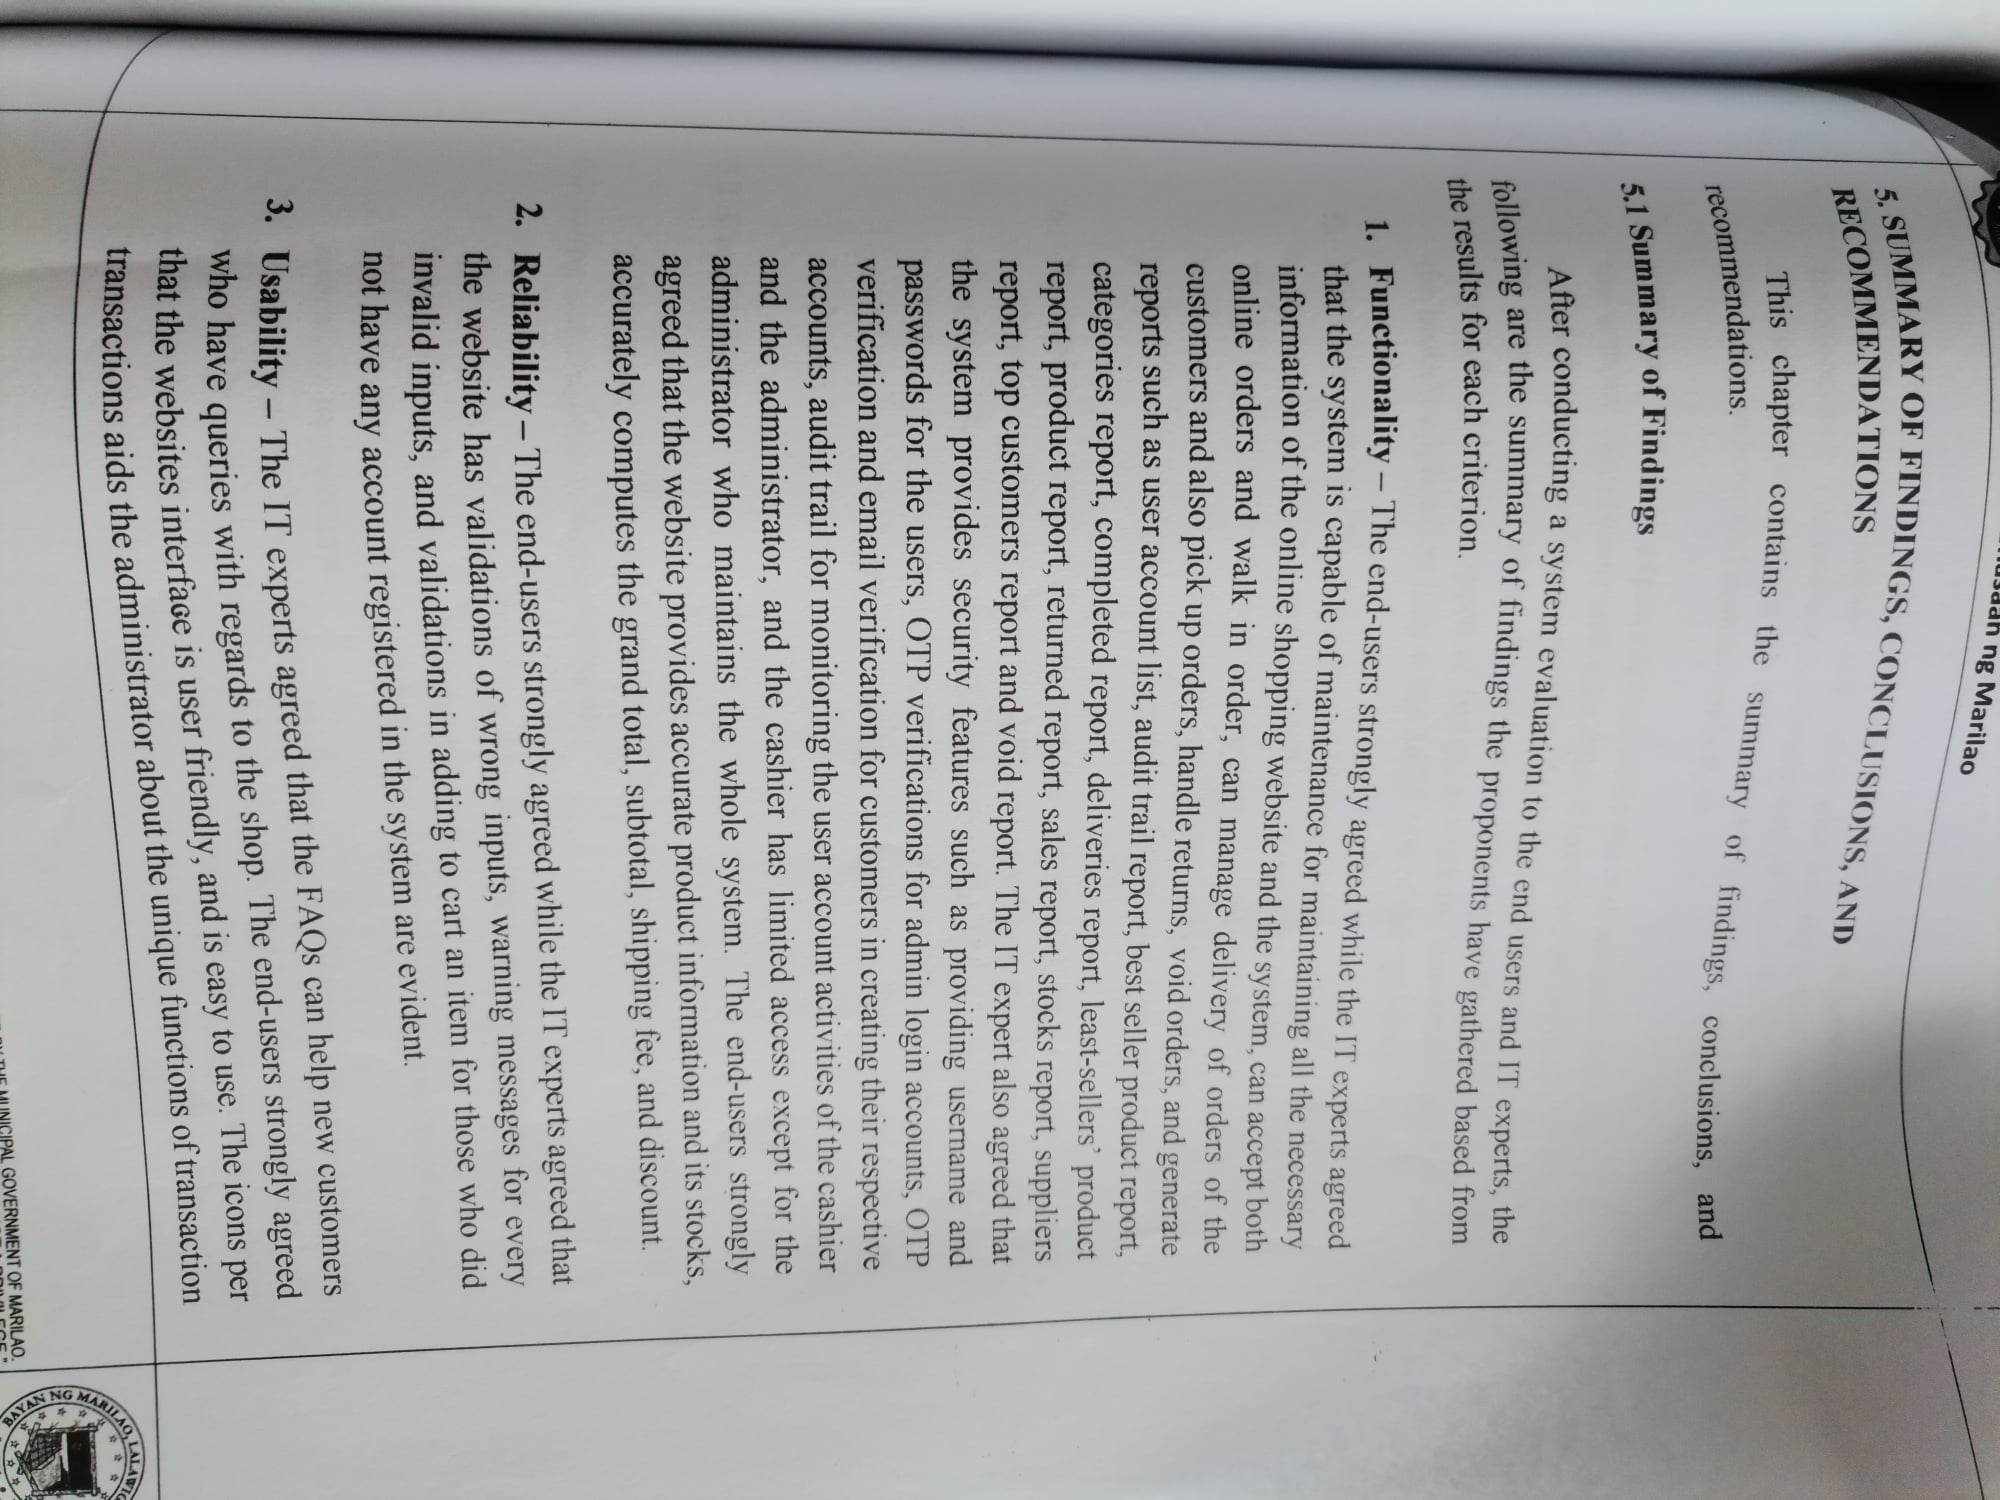 ng Marilao
5. SUMMARY OF FINDINGS, CONCLUSIONS, AND
RECOMMENDATIONS
This chapter contains the summary of findings, conclusions, and
recommendations.
5.1 Summary of Findings
After conducting a system evaluation to the end users and IT experts, the
following are the summary of findings the proponents have gathered based from
the results for each criterion.
1. Functionality – The end-users strongly agreed while the IT experts agreed
that the system is capable of maintenance for maintaining all the necessary
information of the online shopping website and the system, can accept both
online orders and walk in order, can manage delivery of orders of the
customers and also pick up orders, handle returns, void orders, and generate
reports such as user account list, audit trail report, best seller product report,
categories report, completed report, deliveries report, least-sellers' product
report, product report, returned report, sales report, stocks report, suppliers
report, top customers report and void report. The IT expert also agreed that
the system provides security features such as providing username and
passwords for the users, OTP verifications for admin login accounts, OTP
verification and email verification for customers in creating their respective
accounts, audit trail for monitoring the user account activities of the cashier
and the administrator, and the cashier has limited access except for the
administrator who maintains the whole system. The end-users strongly
agreed that the website provides accurate product information and its stocks,
accurately computes the grand total, subtotal, shipping fee, and discount.
2. Reliability – The end-users strongly agreed while the IT experts agreed that
the website has validations of wrong inputs, warning messages for every
invalid inputs, and validations in adding to cart an item for those who did
not have any account registered in the system are evident.
3. Usability – The IT experts agreed that the FAQs can help new customers
who have queries with regards to the shop. The end-users strongly agreed
that the websites interface is user friendly, and is easy to use. The icons per
transactions aids the administrator about the unique functions of transaction
BY THE MUNICIPAL GOVERNMENT OF MARILAO.
BAYAN NG MARILAO,